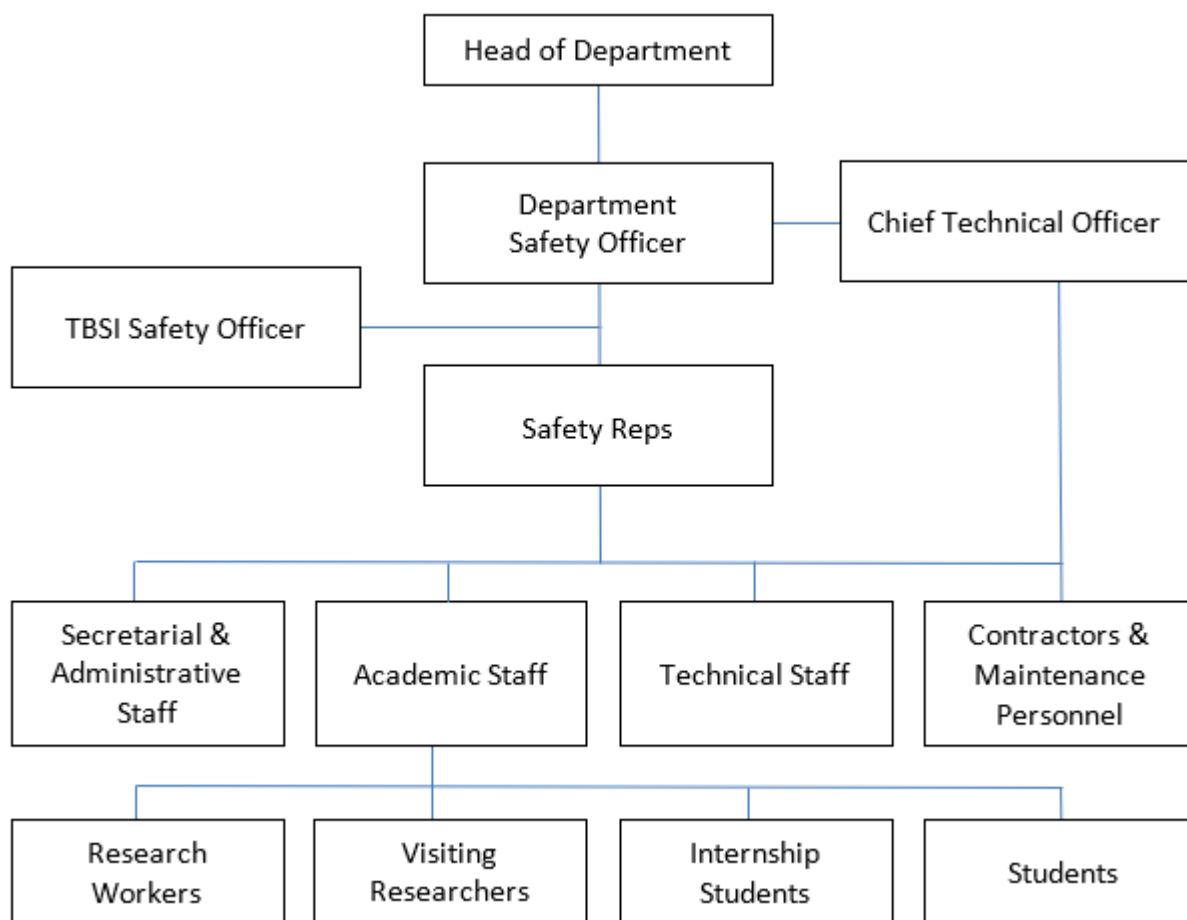 Head of Department
Department
Safety Officer
Chief Technical Officer
TBSI Safety Officer
Safety Reps
Secretarial &
Administrative
Staff
Academic Staff
Technical Staff
Contractors &
Maintenance
Personnel
Research
Workers
Visiting
Researchers
Internship
Students
Students